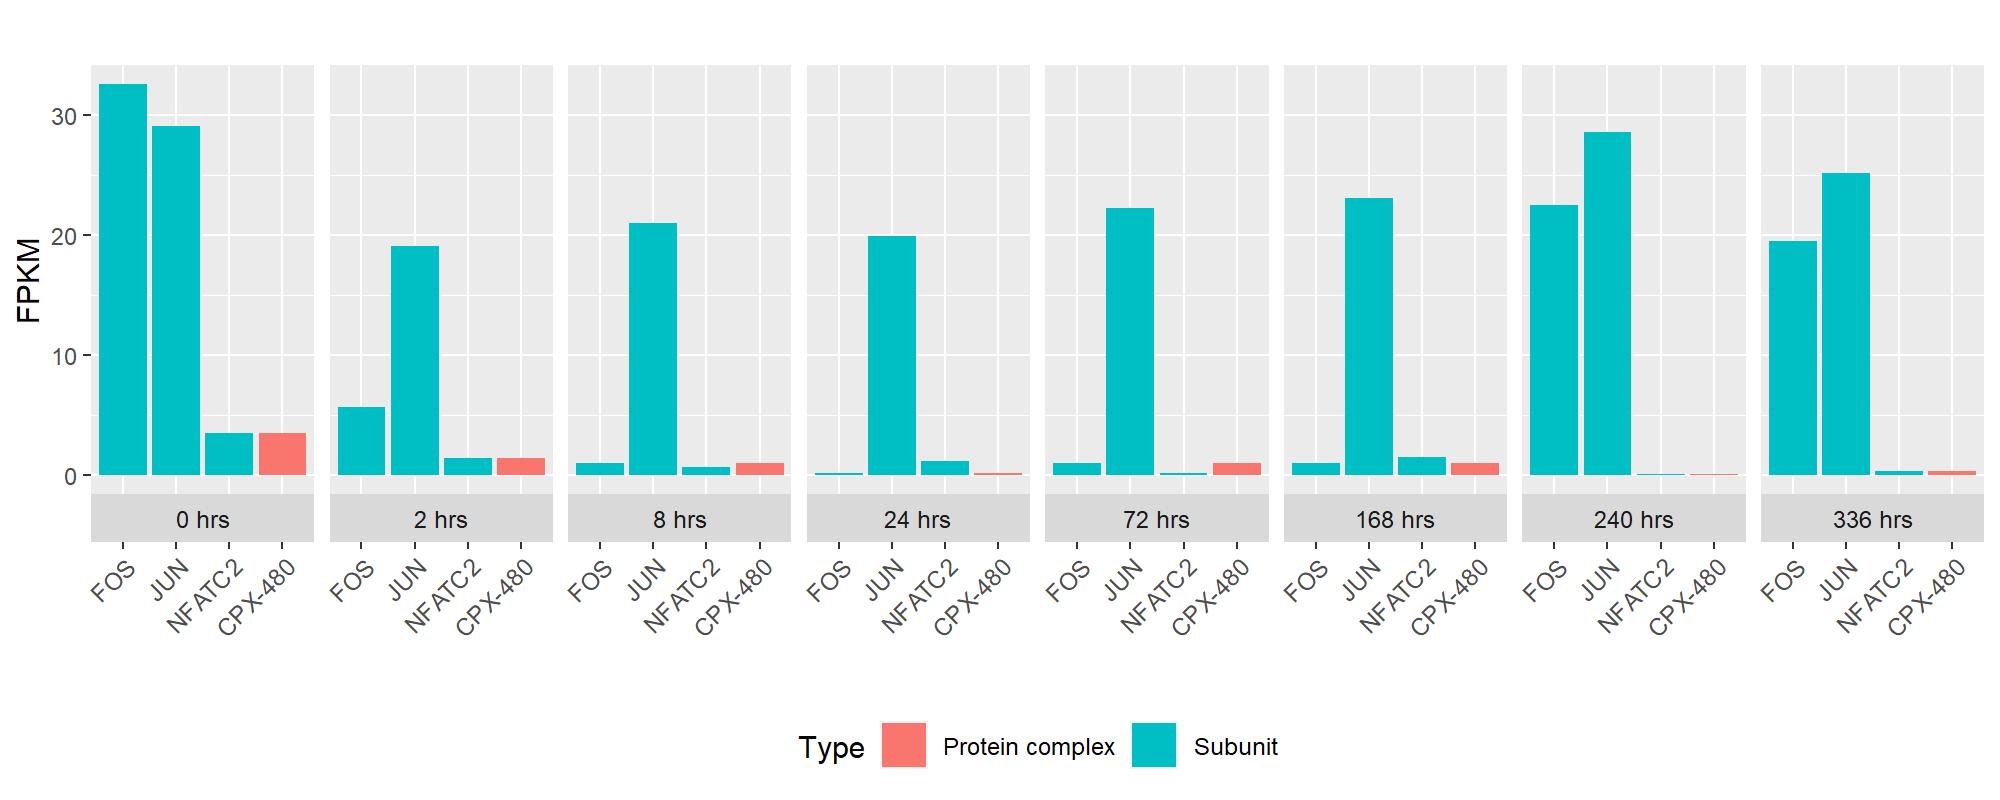 FPKM
30
20
10
0
0 hrs 2 hrs 8 hrs 24 hrs 72 hrs 168 hrs 240 hrs 336 hrs
FOS JUN NFATC2 CPX-480 FOS JUN NFATC2 CPX-480 FOS JUN NFATC2 CPX-480 FOS JUN NFATC2 CPX-480 FOS JUN NFATC2 CPX-480 FOS JUN NFATC2 CPX-480 FOS JUN NFATC2 CPX-480 FOS JUN NFATC2 CPX-480
Type Protein complex Subunit